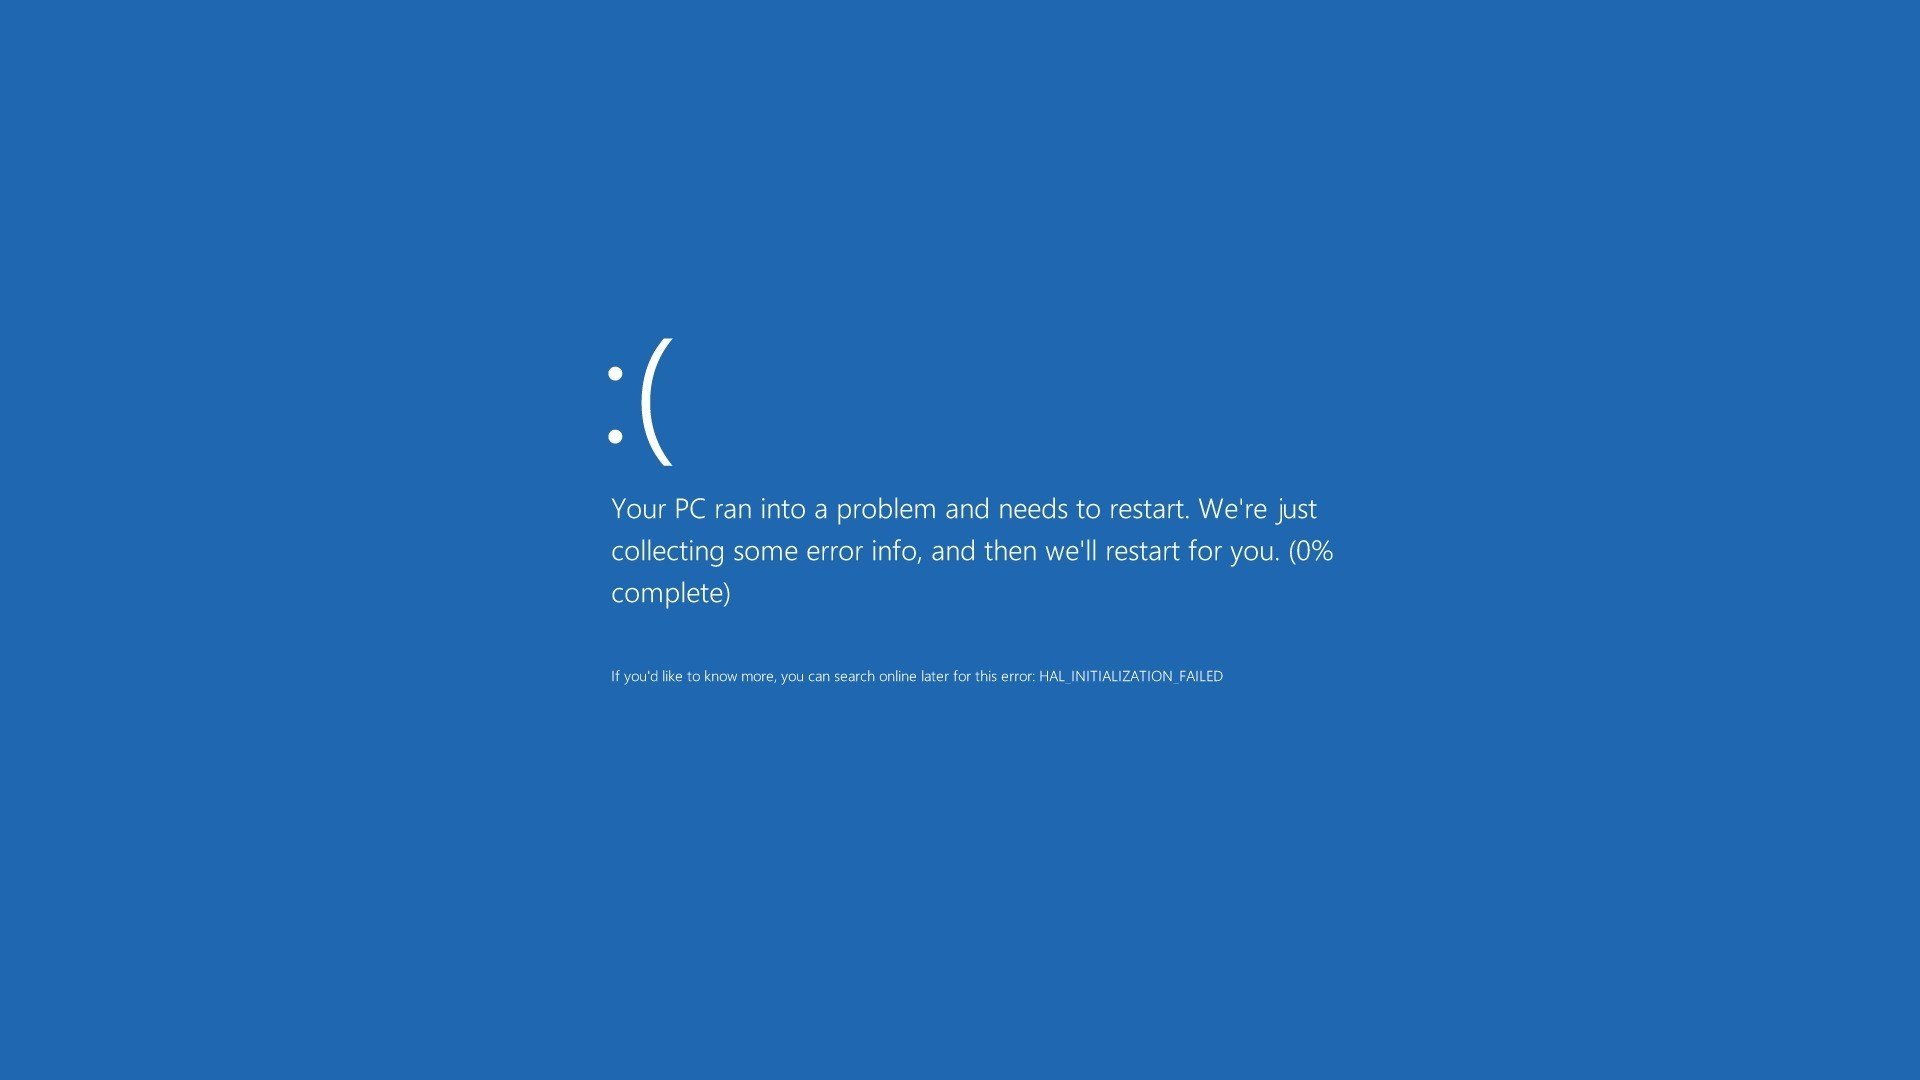 :(
Your PC ran into a problem and needs to restart. We're just
collecting some error info, and then we'll restart for you. (0%
complete)
If you'd like to know more, you can search online later for this error: HAL_INITIALIZATION_FAILED